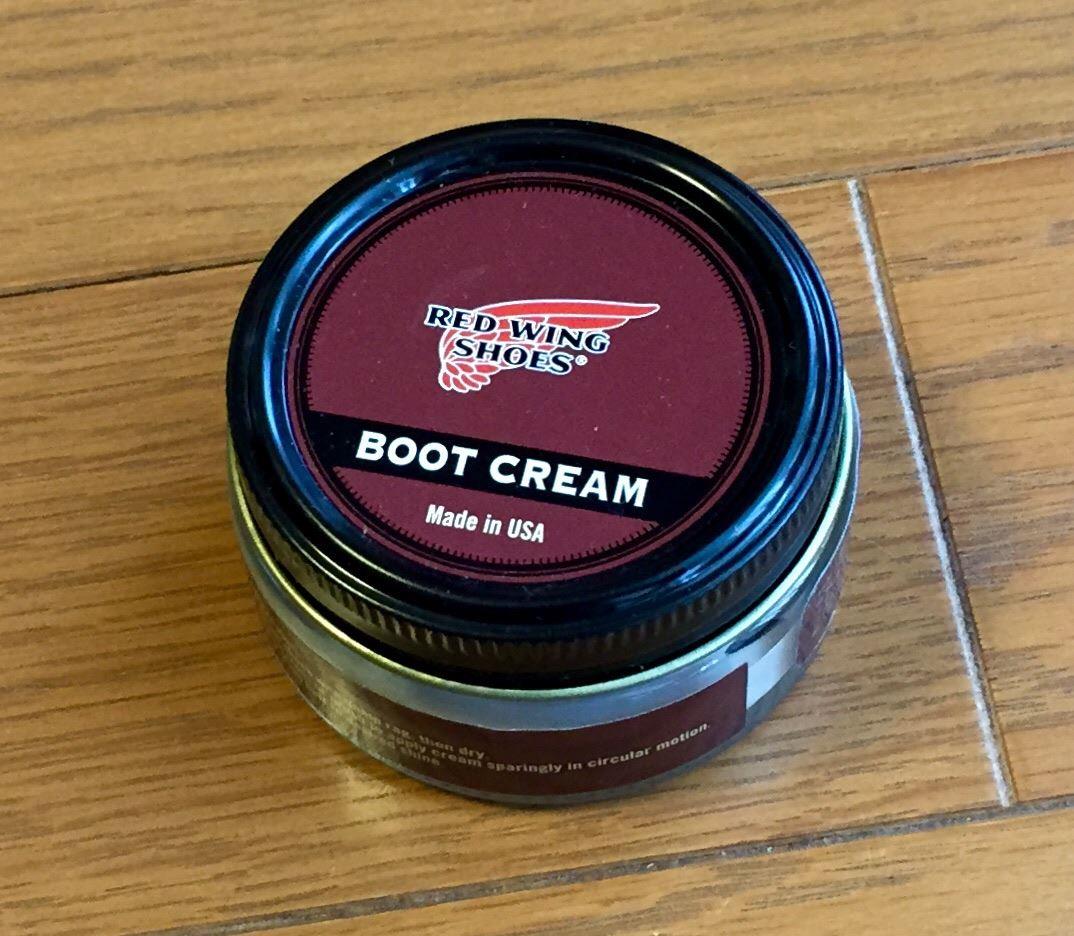 RED WING
SHOES®
BOOT CREAM
Made in USA
rag, then dry
apply cream sparingly in circular motion.